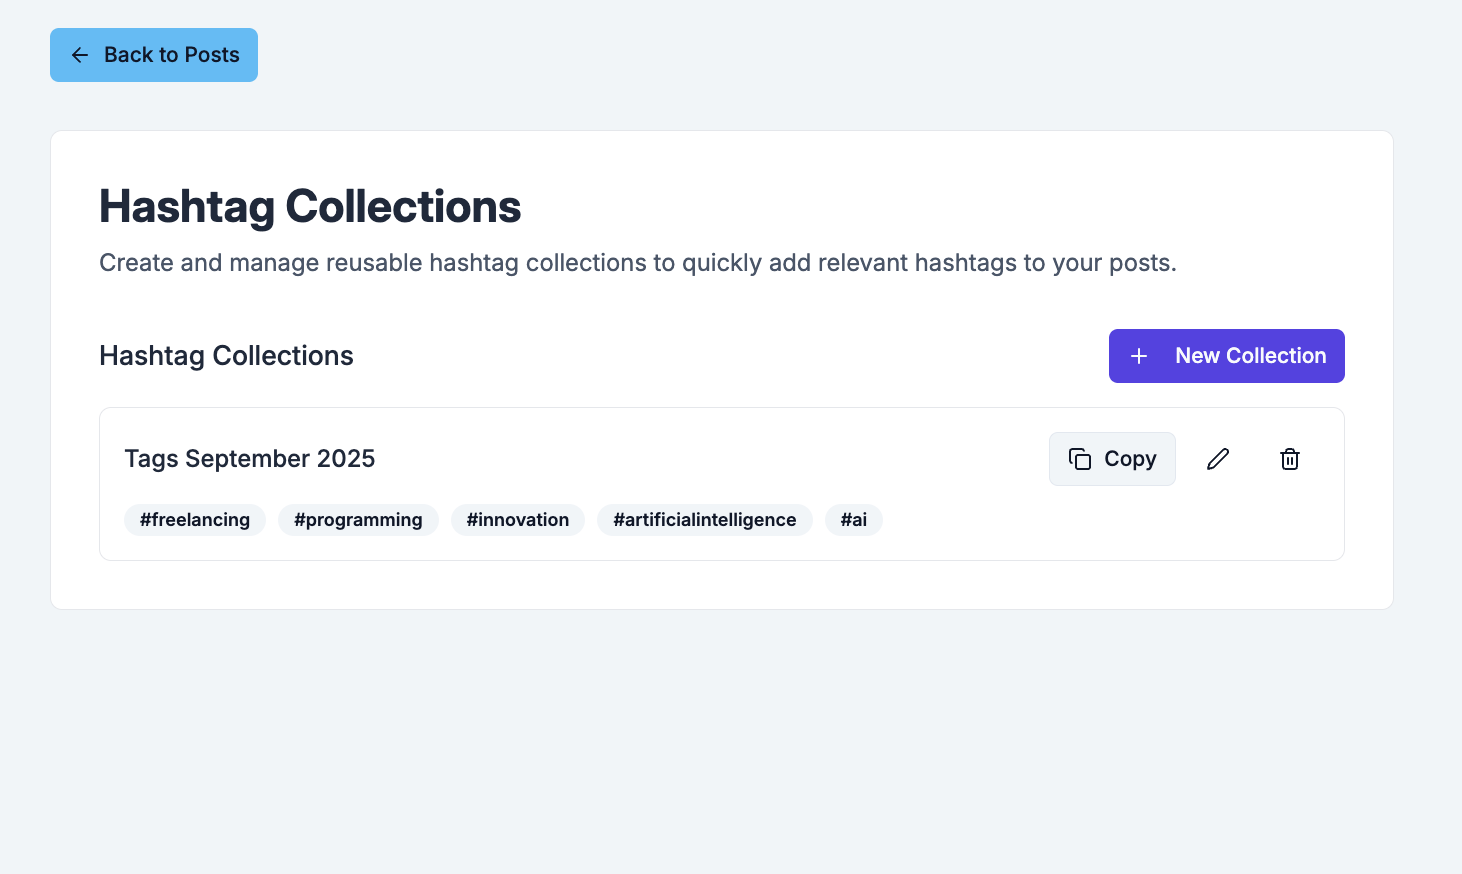 Back to Posts
Hashtag Collections
Create and manage reusable hashtag collections to quickly add relevant hashtags to your posts.
Hashtag Collections
New Collection
Tags September 2025
Copy
#freelancing #programming #innovation #artificialintelligence #ai